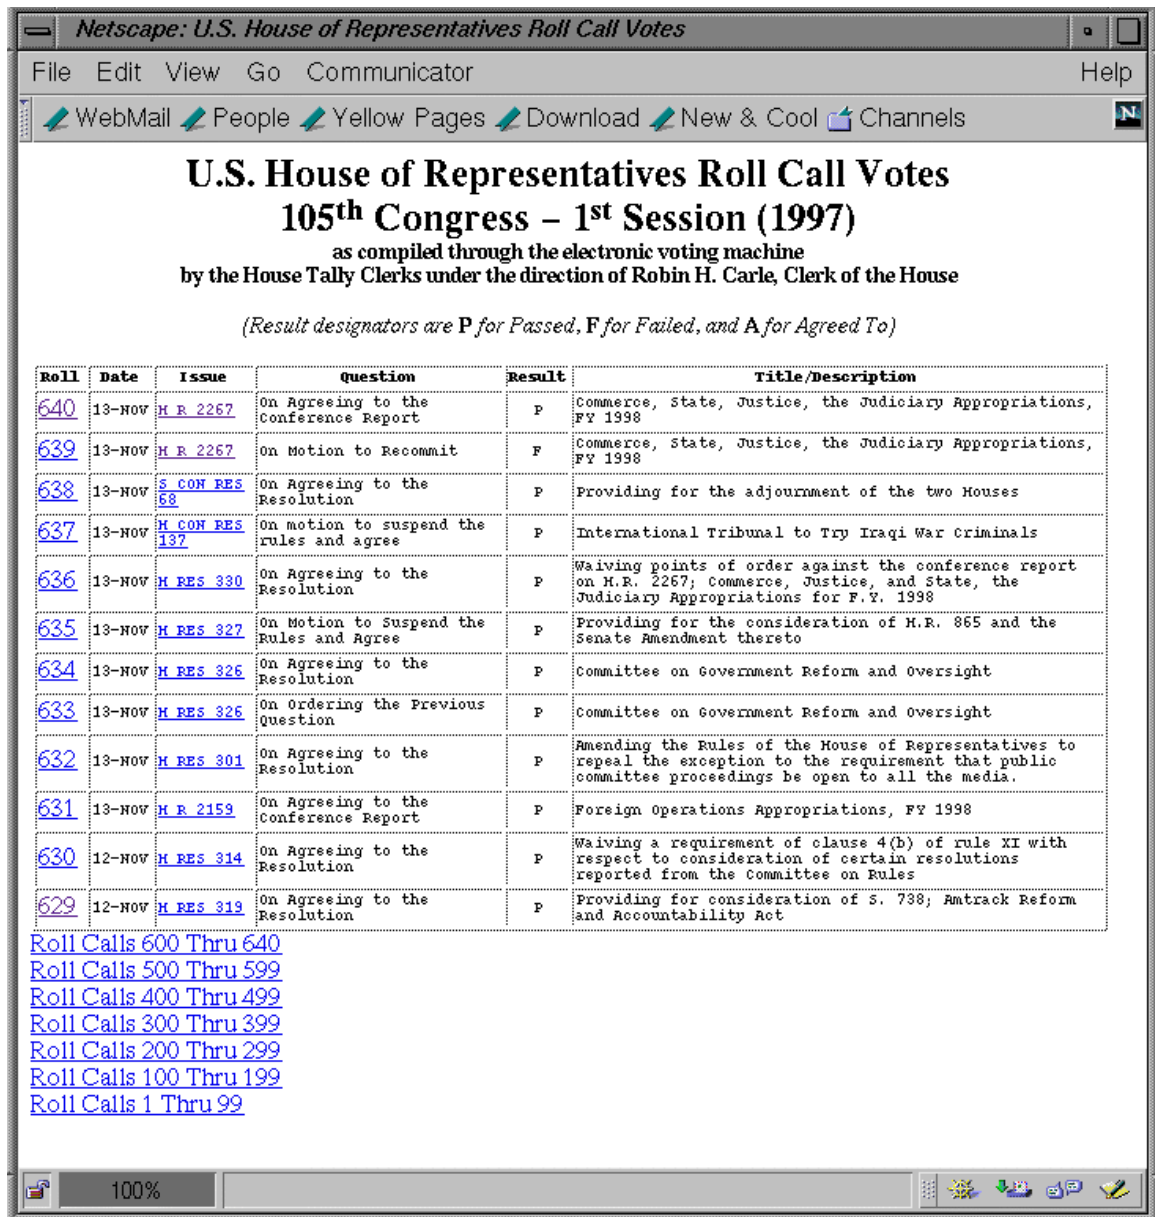 Netscape: U.S. House of Representatives Roll Call Votes
File Edit View Go Communicator Help
WebMail People Yellow Pages Download New & Cool Channels N
U.S. House of Representatives Roll Call Votes
105th Congress – 1st Session (1997)
as compiled through the electronic voting machine
by the House Tally Clerks under the direction of Robin H. Carle, Clerk of the House
(Result designators are P for Passed, F for Failed, and A for Agreed To)
Roll Date Issue Question Result Title/Description
640 13-NOV H R 2267 On Agreeing to the P Commerce, State, Justice, the Judiciary Appropriations,
Conference Report FY 1998
639 13-NOV H R 2267 On Motion to Recommit F Commerce, State, Justice, the Judiciary Appropriations,
FY 1998
638 13-NOV S CON RES On Agreeing to the P Providing for the adjournment of the two Houses
68 Resolution
637 13-NOV H CON RES On motion to suspend the P International Tribunal to Try Iraqi War Criminals
137 rules and agree
636 13-NOV H RES 330 On Agreeing to the P Waiving points of order against the conference report
Resolution on H.R. 2267; Commerce, Justice, and State, the
Judiciary Appropriations for F.Y. 1998
635 13-NOV H RES 327 On Motion to Suspend the P Providing for the consideration of H.R. 865 and the
Rules and Agree Senate Amendment thereto
634 13-NOV H RES 326 On Agreeing to the P Committee on Government Reform and Oversight
Resolution
633 13-NOV H RES 326 On Ordering the Previous P Committee on Government Reform and Oversight
Question
632 13-NOV H RES 301 On Agreeing to the P Amending the Rules of the House of Representatives to
Resolution repeal the exception to the requirement that public
committee proceedings be open to all the media.
631 13-NOV H R 2159 On Agreeing to the P Foreign Operations Appropriations, FY 1998
Conference Report
630 12-NOV H RES 314 On Agreeing to the P Waiving a requirement of clause 4(b) of rule XI with
Resolution respect to consideration of certain resolutions
reported from the Committee on Rules
629 12-NOV H RES 319 On Agreeing to the P Providing for consideration of S. 738; Amtrack Reform
Resolution and Accountability Act
Roll Calls 600 Thru 640
Roll Calls 500 Thru 599
Roll Calls 400 Thru 499
Roll Calls 300 Thru 399
Roll Calls 200 Thru 299
Roll Calls 100 Thru 199
Roll Calls 1 Thru 99
100%